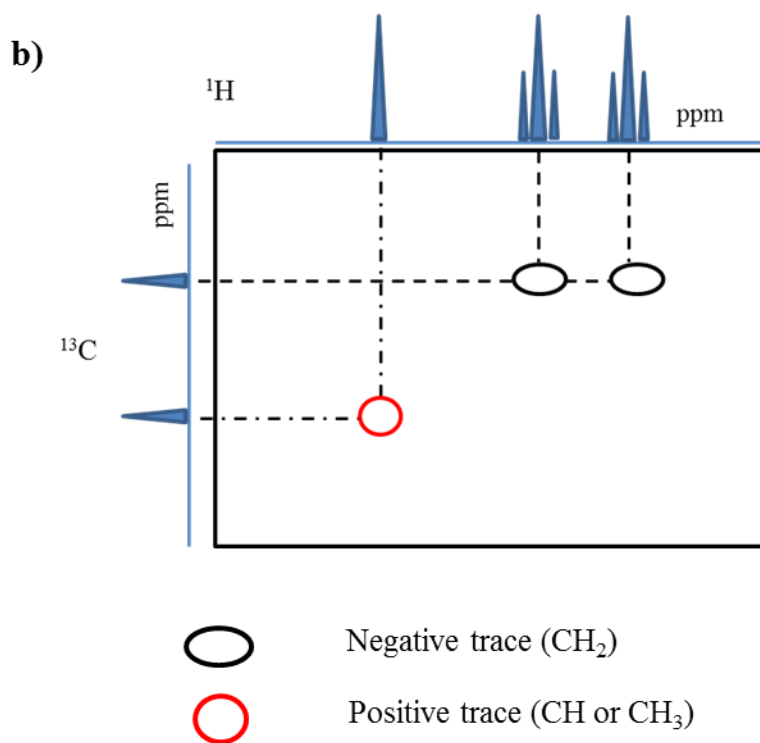 b)
¹H
ppm
ppm
¹³C
Negative trace (CH₂)
Positive trace (CH or CH₃)